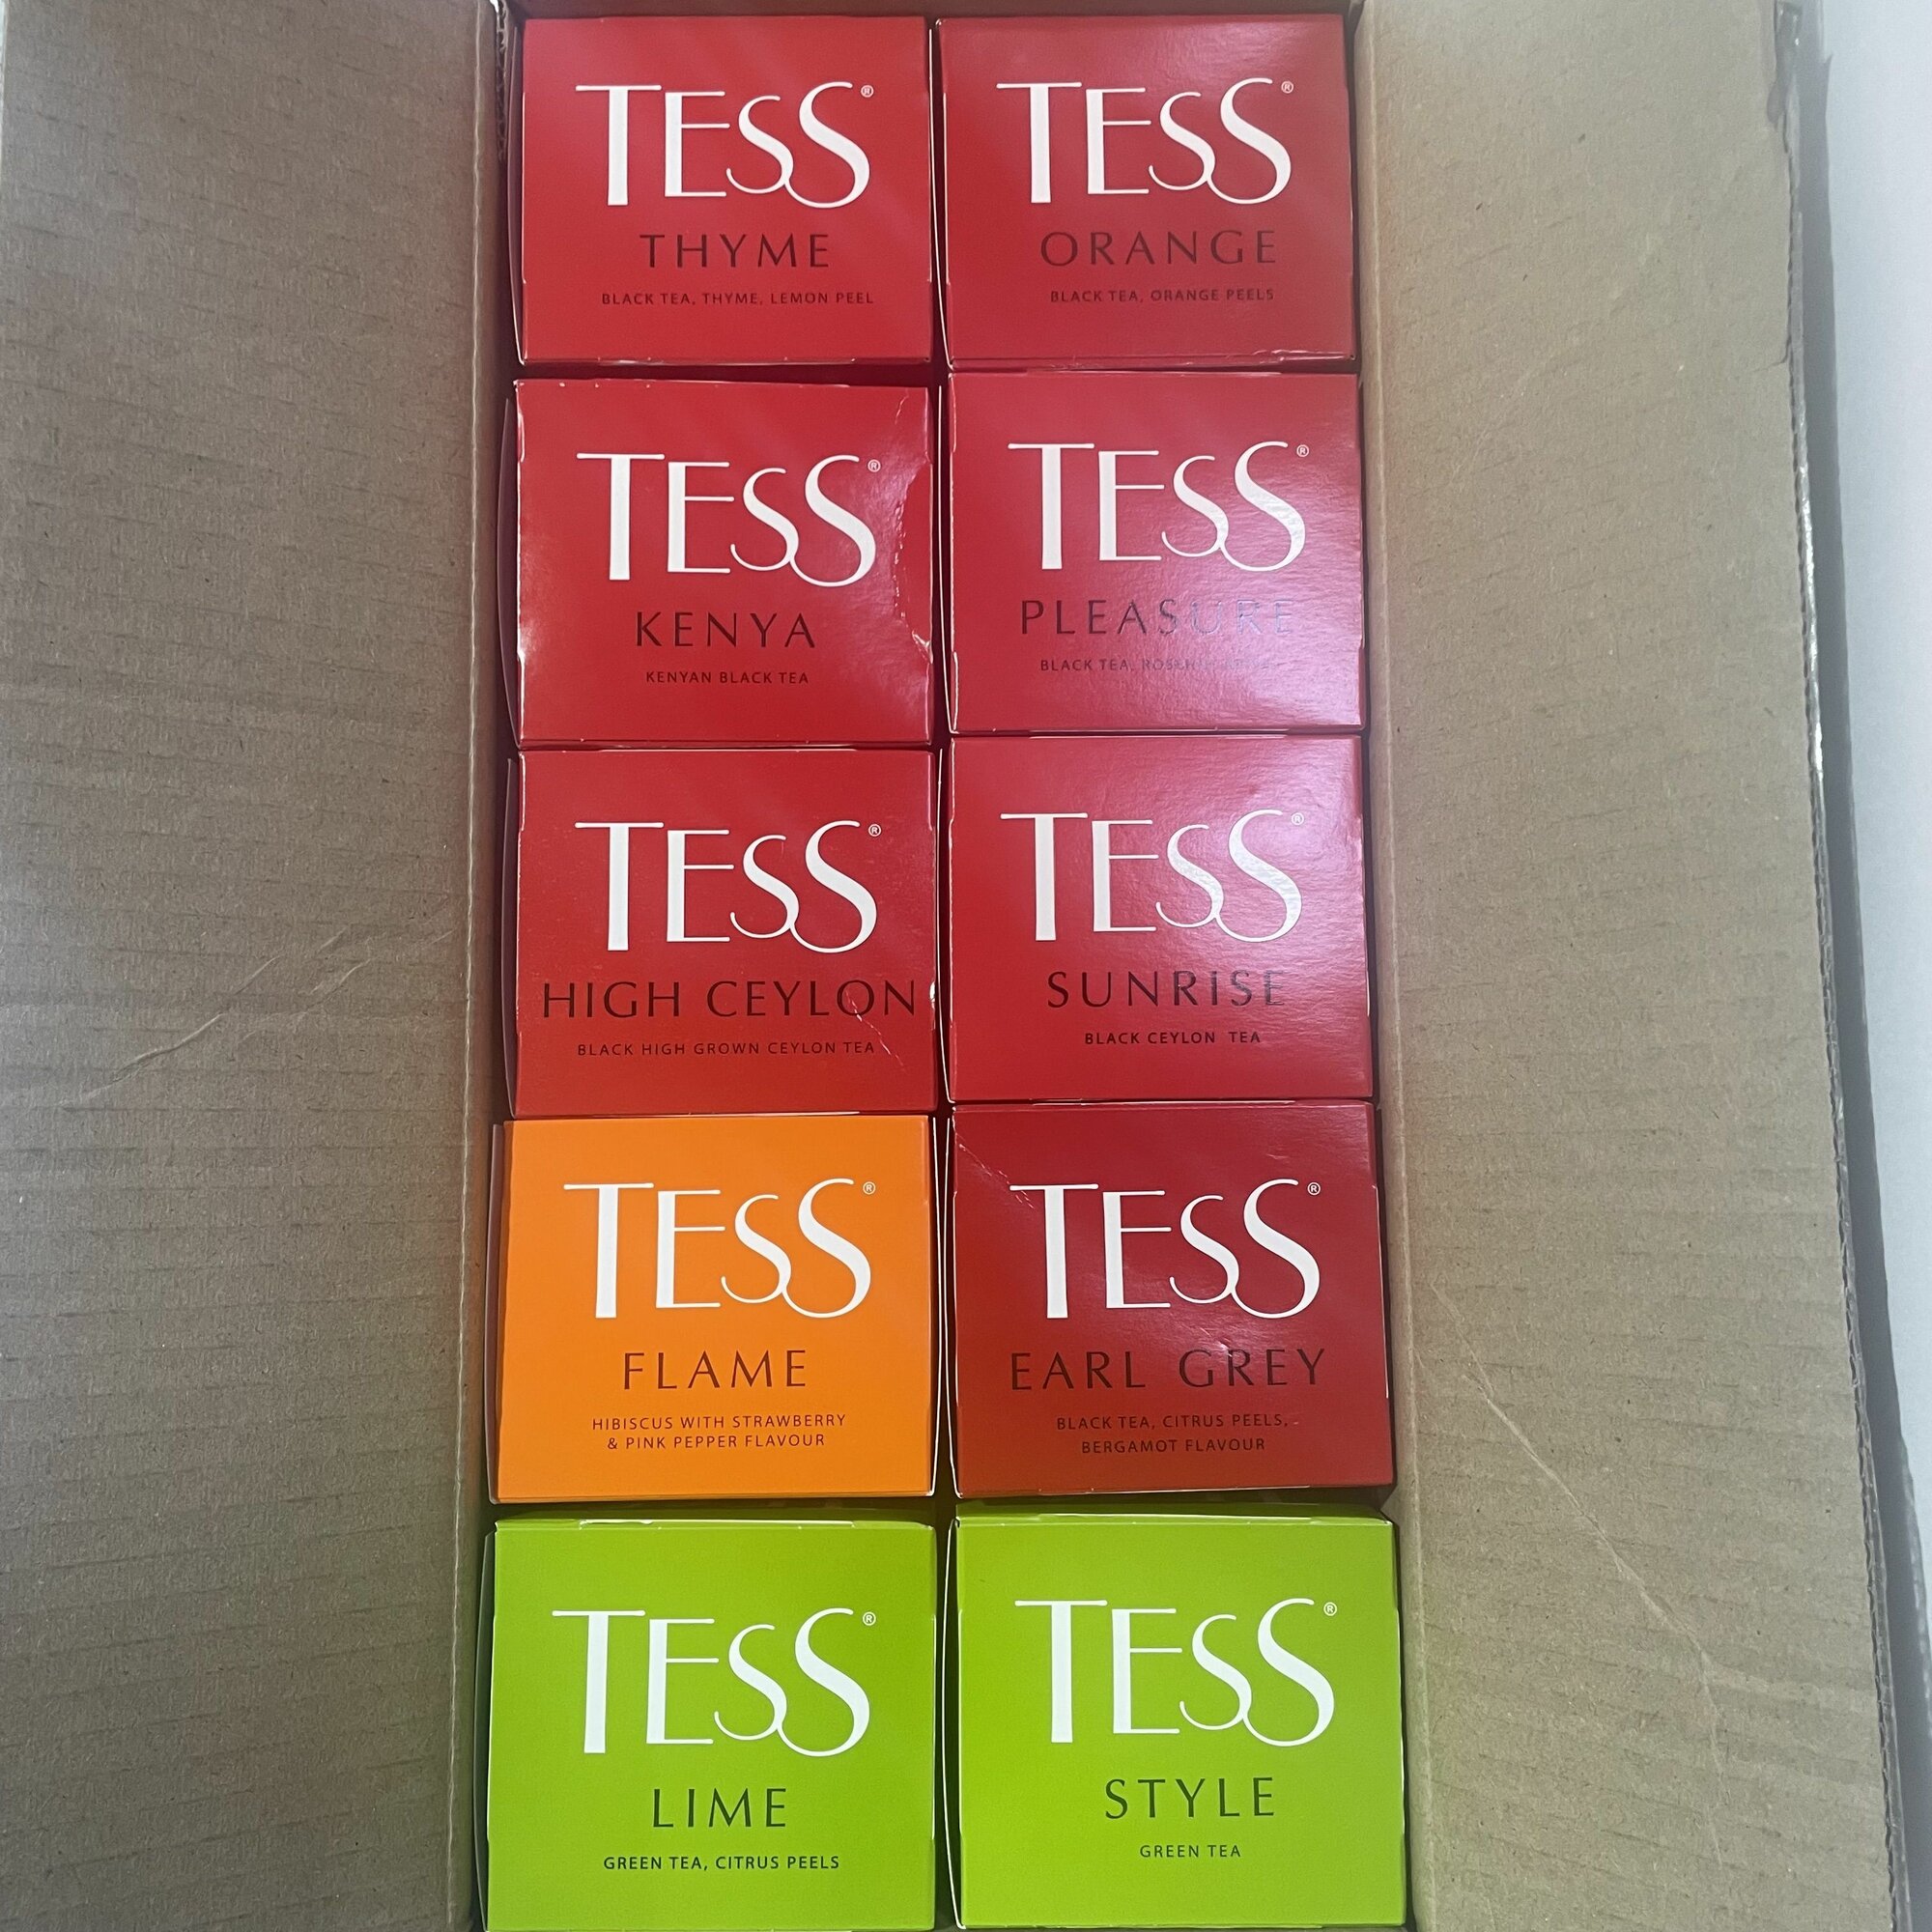 TESS®
THYME
BLACK TEA, THYME, LEMON PEEL
TESS®
ORANGE
BLACK TEA, ORANGE PEELS
TESS®
KENYA
KENYAN BLACK TEA
TESS®
PLEASURE
BLACK TEA, ROSEHIP
TESS®
HIGH CEYLON
BLACK HIGH GROWN CEYLON TEA
TESS®
SUNRISE
BLACK CEYLON TEA
TESS®
FLAME
HIBISCUS WITH STRAWBERRY
& PINK PEPPER FLAVOUR
TESS®
EARL GREY
BLACK TEA, CITRUS PEELS,
BERGAMOT FLAVOUR
TESS®
LIME
GREEN TEA, CITRUS PEELS
TESS®
STYLE
GREEN TEA